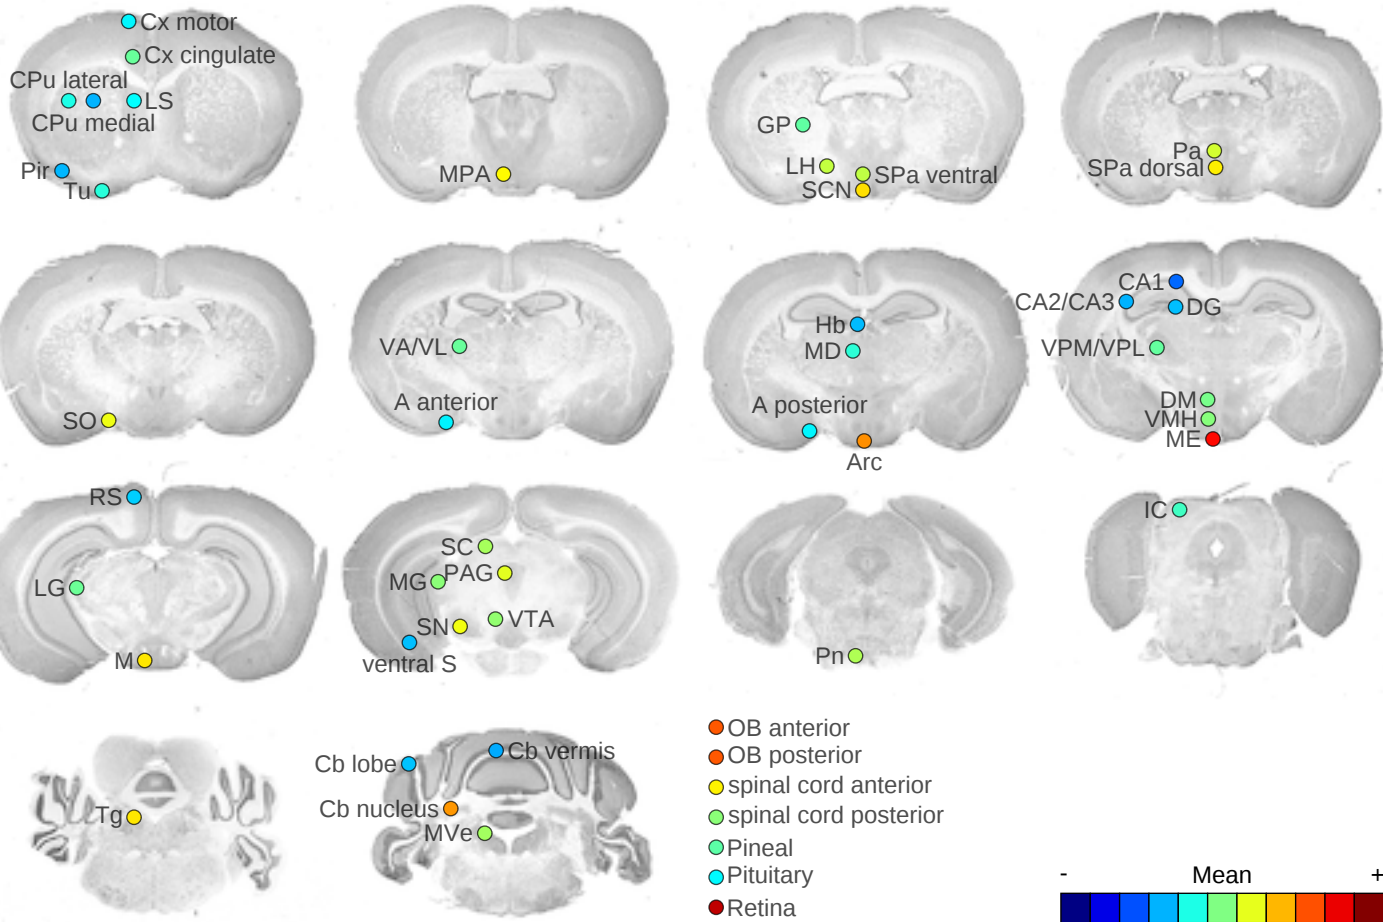 Cx motor
Cx cingulate
CPu lateral
LS
CPu medial
Pir
Tu
MPA
GP
LH
SPa ventral
SCN
Pa
SPa dorsal
SO
VA/VL
A anterior
Hb
MD
A posterior
Arc
CA1
CA2/CA3
DG
VPM/VPL
DM
VMH
ME
RS
LG
M
SC
PAG
MG
VTA
SN
ventral S
Pn
IC
Tg
Cb vermis
Cb lobe
Cb nucleus
MVe
OB anterior
OB posterior
spinal cord anterior
spinal cord posterior
Pineal
Pituitary
Retina
- Mean +